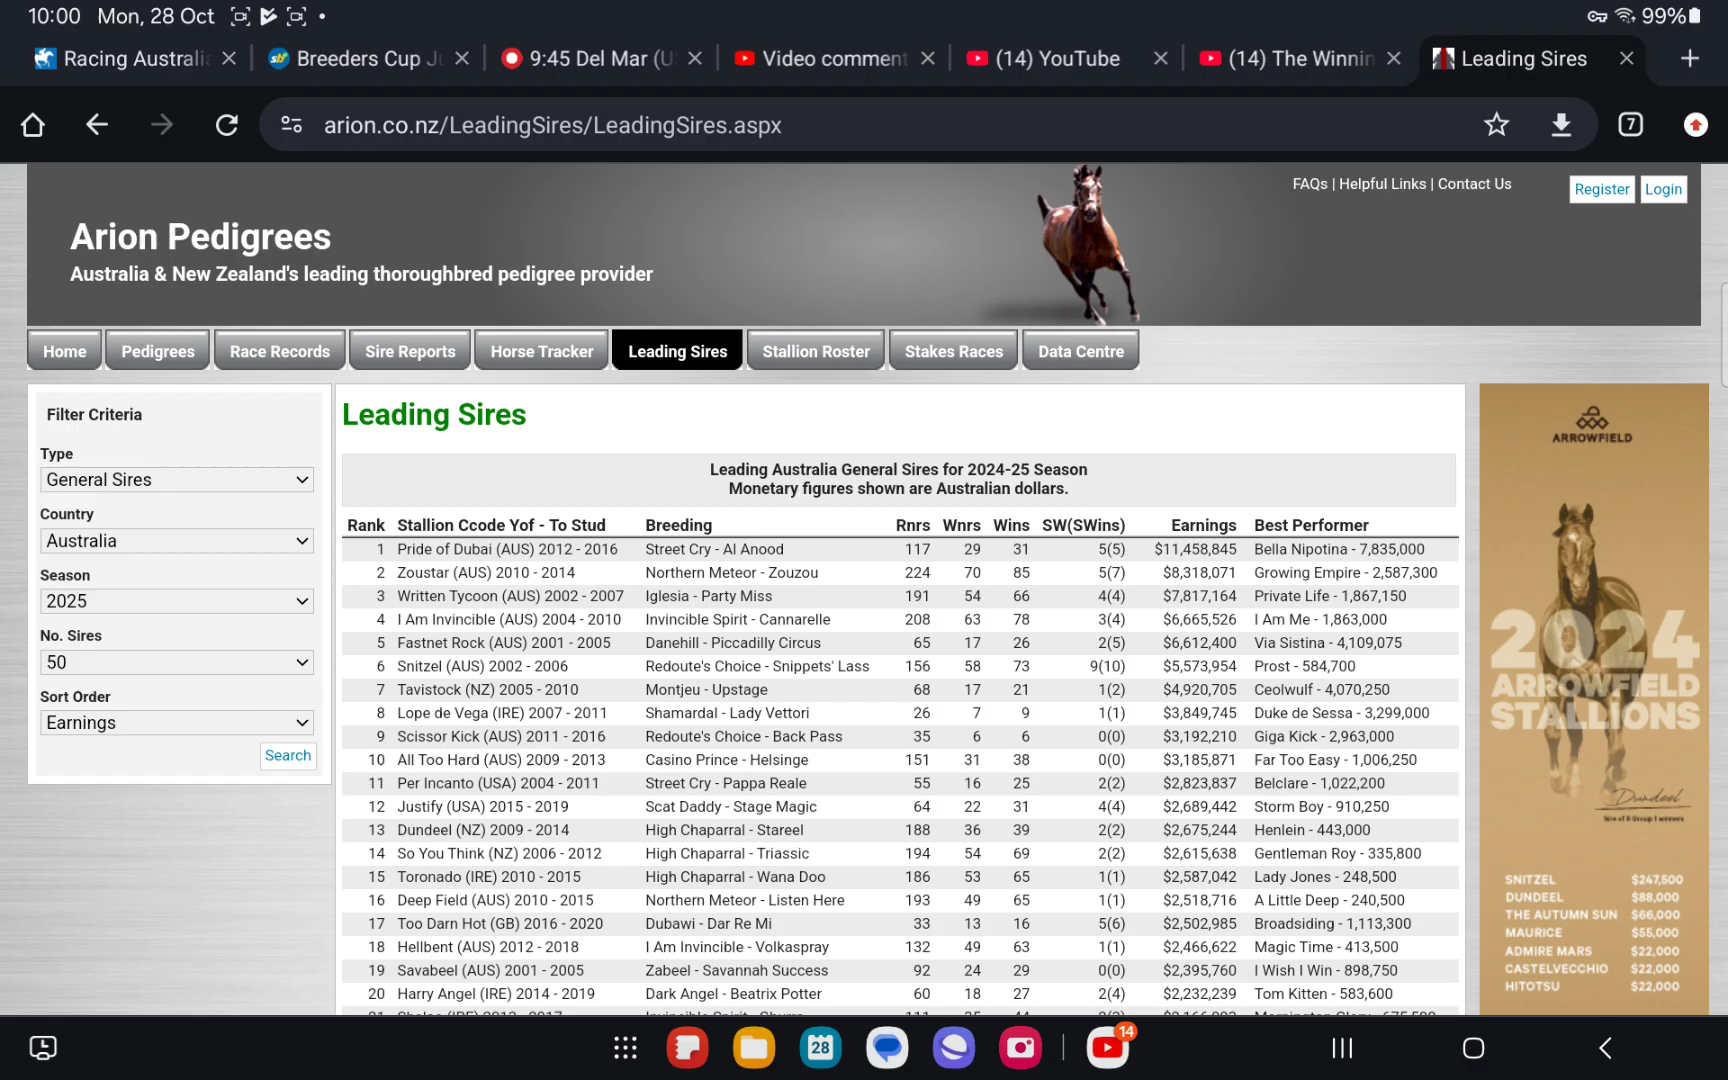 10:00 Mon, 28 Oct 99%
Racing Australia Breeders Cup Ju 9:45 Del Mar (U Video comment (14) YouTube (14) The Winnin Leading Sires
arion.co.nz/LeadingSires/LeadingSires.aspx 7
FAQs | Helpful Links | Contact Us Register Login
Arion Pedigrees
Australia & New Zealand's leading thoroughbred pedigree provider
Home Pedigrees Race Records Sire Reports Horse Tracker Leading Sires Stallion Roster Stakes Races Data Centre
Filter Criteria
Type
General Sires
Country
Australia
Season
2025
No. Sires
50
Sort Order
Earnings
Search
Leading Sires
Leading Australia General Sires for 2024-25 Season
Monetary figures shown are Australian dollars.
Rank Stallion Ccode Yof - To Stud Breeding Rnrs Wnrs Wins SW(SWins) Earnings Best Performer
1 Pride of Dubai (AUS) 2012 - 2016 Street Cry - Al Anood 117 29 31 5(5) $11,458,845 Bella Nipotina - 7,835,000
2 Zoustar (AUS) 2010 - 2014 Northern Meteor - Zouzou 224 70 85 5(7) $8,318,071 Growing Empire - 2,587,300
3 Written Tycoon (AUS) 2002 - 2007 Iglesia - Party Miss 191 54 66 4(4) $7,817,164 Private Life - 1,867,150
4 I Am Invincible (AUS) 2004 - 2010 Invincible Spirit - Cannarelle 208 63 78 3(4) $6,665,526 I Am Me - 1,863,000
5 Fastnet Rock (AUS) 2001 - 2005 Danehill - Piccadilly Circus 65 17 26 2(5) $6,612,400 Via Sistina - 4,109,075
6 Snitzel (AUS) 2002 - 2006 Redoute's Choice - Snippets' Lass 156 58 73 9(10) $5,573,954 Prost - 584,700
7 Tavistock (NZ) 2005 - 2010 Montjeu - Upstage 68 17 21 1(2) $4,920,705 Ceolwulf - 4,070,250
8 Lope de Vega (IRE) 2007 - 2011 Shamardal - Lady Vettori 26 7 9 1(1) $3,849,745 Duke de Sessa - 3,299,000
9 Scissor Kick (AUS) 2011 - 2016 Redoute's Choice - Back Pass 35 6 6 0(0) $3,192,210 Giga Kick - 2,963,000
10 All Too Hard (AUS) 2009 - 2013 Casino Prince - Helsinge 151 31 38 0(0) $3,185,871 Far Too Easy - 1,006,250
11 Per Incanto (USA) 2004 - 2011 Street Cry - Pappa Reale 55 16 25 2(2) $2,823,837 Belclare - 1,022,200
12 Justify (USA) 2015 - 2019 Scat Daddy - Stage Magic 64 22 31 4(4) $2,689,442 Storm Boy - 910,250
13 Dundeel (NZ) 2009 - 2014 High Chaparral - Stareel 188 36 39 2(2) $2,675,244 Henlein - 443,000
14 So You Think (NZ) 2006 - 2012 High Chaparral - Triassic 194 54 69 2(2) $2,615,638 Gentleman Roy - 335,800
15 Toronado (IRE) 2010 - 2015 High Chaparral - Wana Doo 186 53 65 1(1) $2,587,042 Lady Jones - 248,500
16 Deep Field (AUS) 2010 - 2015 Northern Meteor - Listen Here 193 49 65 1(1) $2,518,716 A Little Deep - 240,500
17 Too Darn Hot (GB) 2016 - 2020 Dubawi - Dar Re Mi 33 13 16 5(6) $2,502,985 Broadsiding - 1,113,300
18 Hellbent (AUS) 2012 - 2018 I Am Invincible - Volkaspray 132 49 63 1(1) $2,466,622 Magic Time - 413,500
19 Savabeel (AUS) 2001 - 2005 Zabeel - Savannah Success 92 24 29 0(0) $2,395,760 I Wish I Win - 898,750
20 Harry Angel (IRE) 2014 - 2019 Dark Angel - Beatrix Potter 60 18 27 2(4) $2,232,239 Tom Kitten - 583,600
ARROWFIELD
2024
ARROWFIELD
STALLIONS
Dundeel
Sire of 8 Group 1 winners
SNITZEL $247,500
DUNDEEL $88,000
THE AUTUMN SUN $66,000
MAURICE $55,000
ADMIRE MARS $22,000
CASTELVECCHIO $22,000
HITOTSU $22,000
28 14